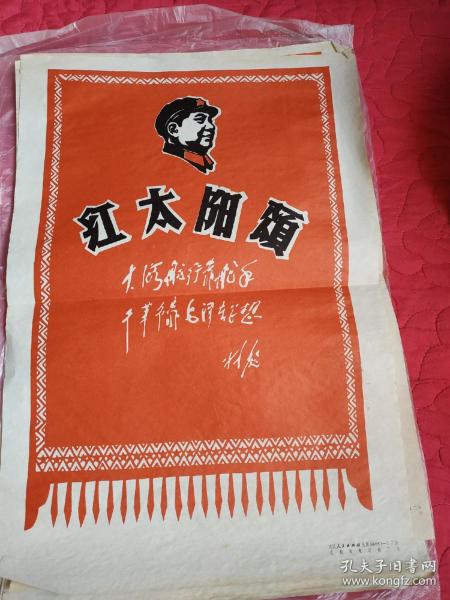 红太阳颂
大海航行靠舵手
干革命靠毛泽东思想
林彪
孔夫子旧书网